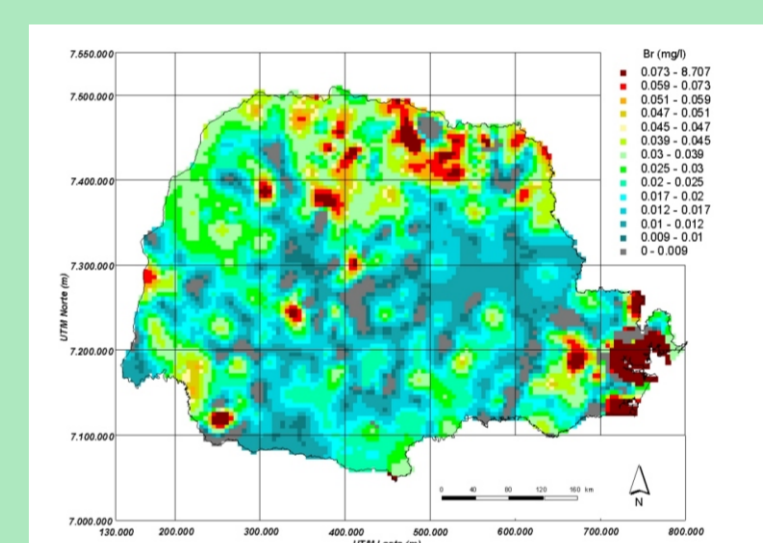 7.650.000
7.600.000
7.400.000
7.300.000
7.200.000
7.100.000
7.000.000
UTM Norte (m)
130.000 200.000 300.000 400.000 500.000 600.000 700.000 800.000
UTM Leste (m)
Br (mg/l)
0.073 - 8.707
0.059 - 0.073
0.051 - 0.059
0.047 - 0.051
0.045 - 0.047
0.039 - 0.045
0.03 - 0.039
0.025 - 0.03
0.02 - 0.025
0.017 - 0.02
0.012 - 0.017
0.01 - 0.012
0.009 - 0.01
0 - 0.009
0 40 80 120 160 km
N